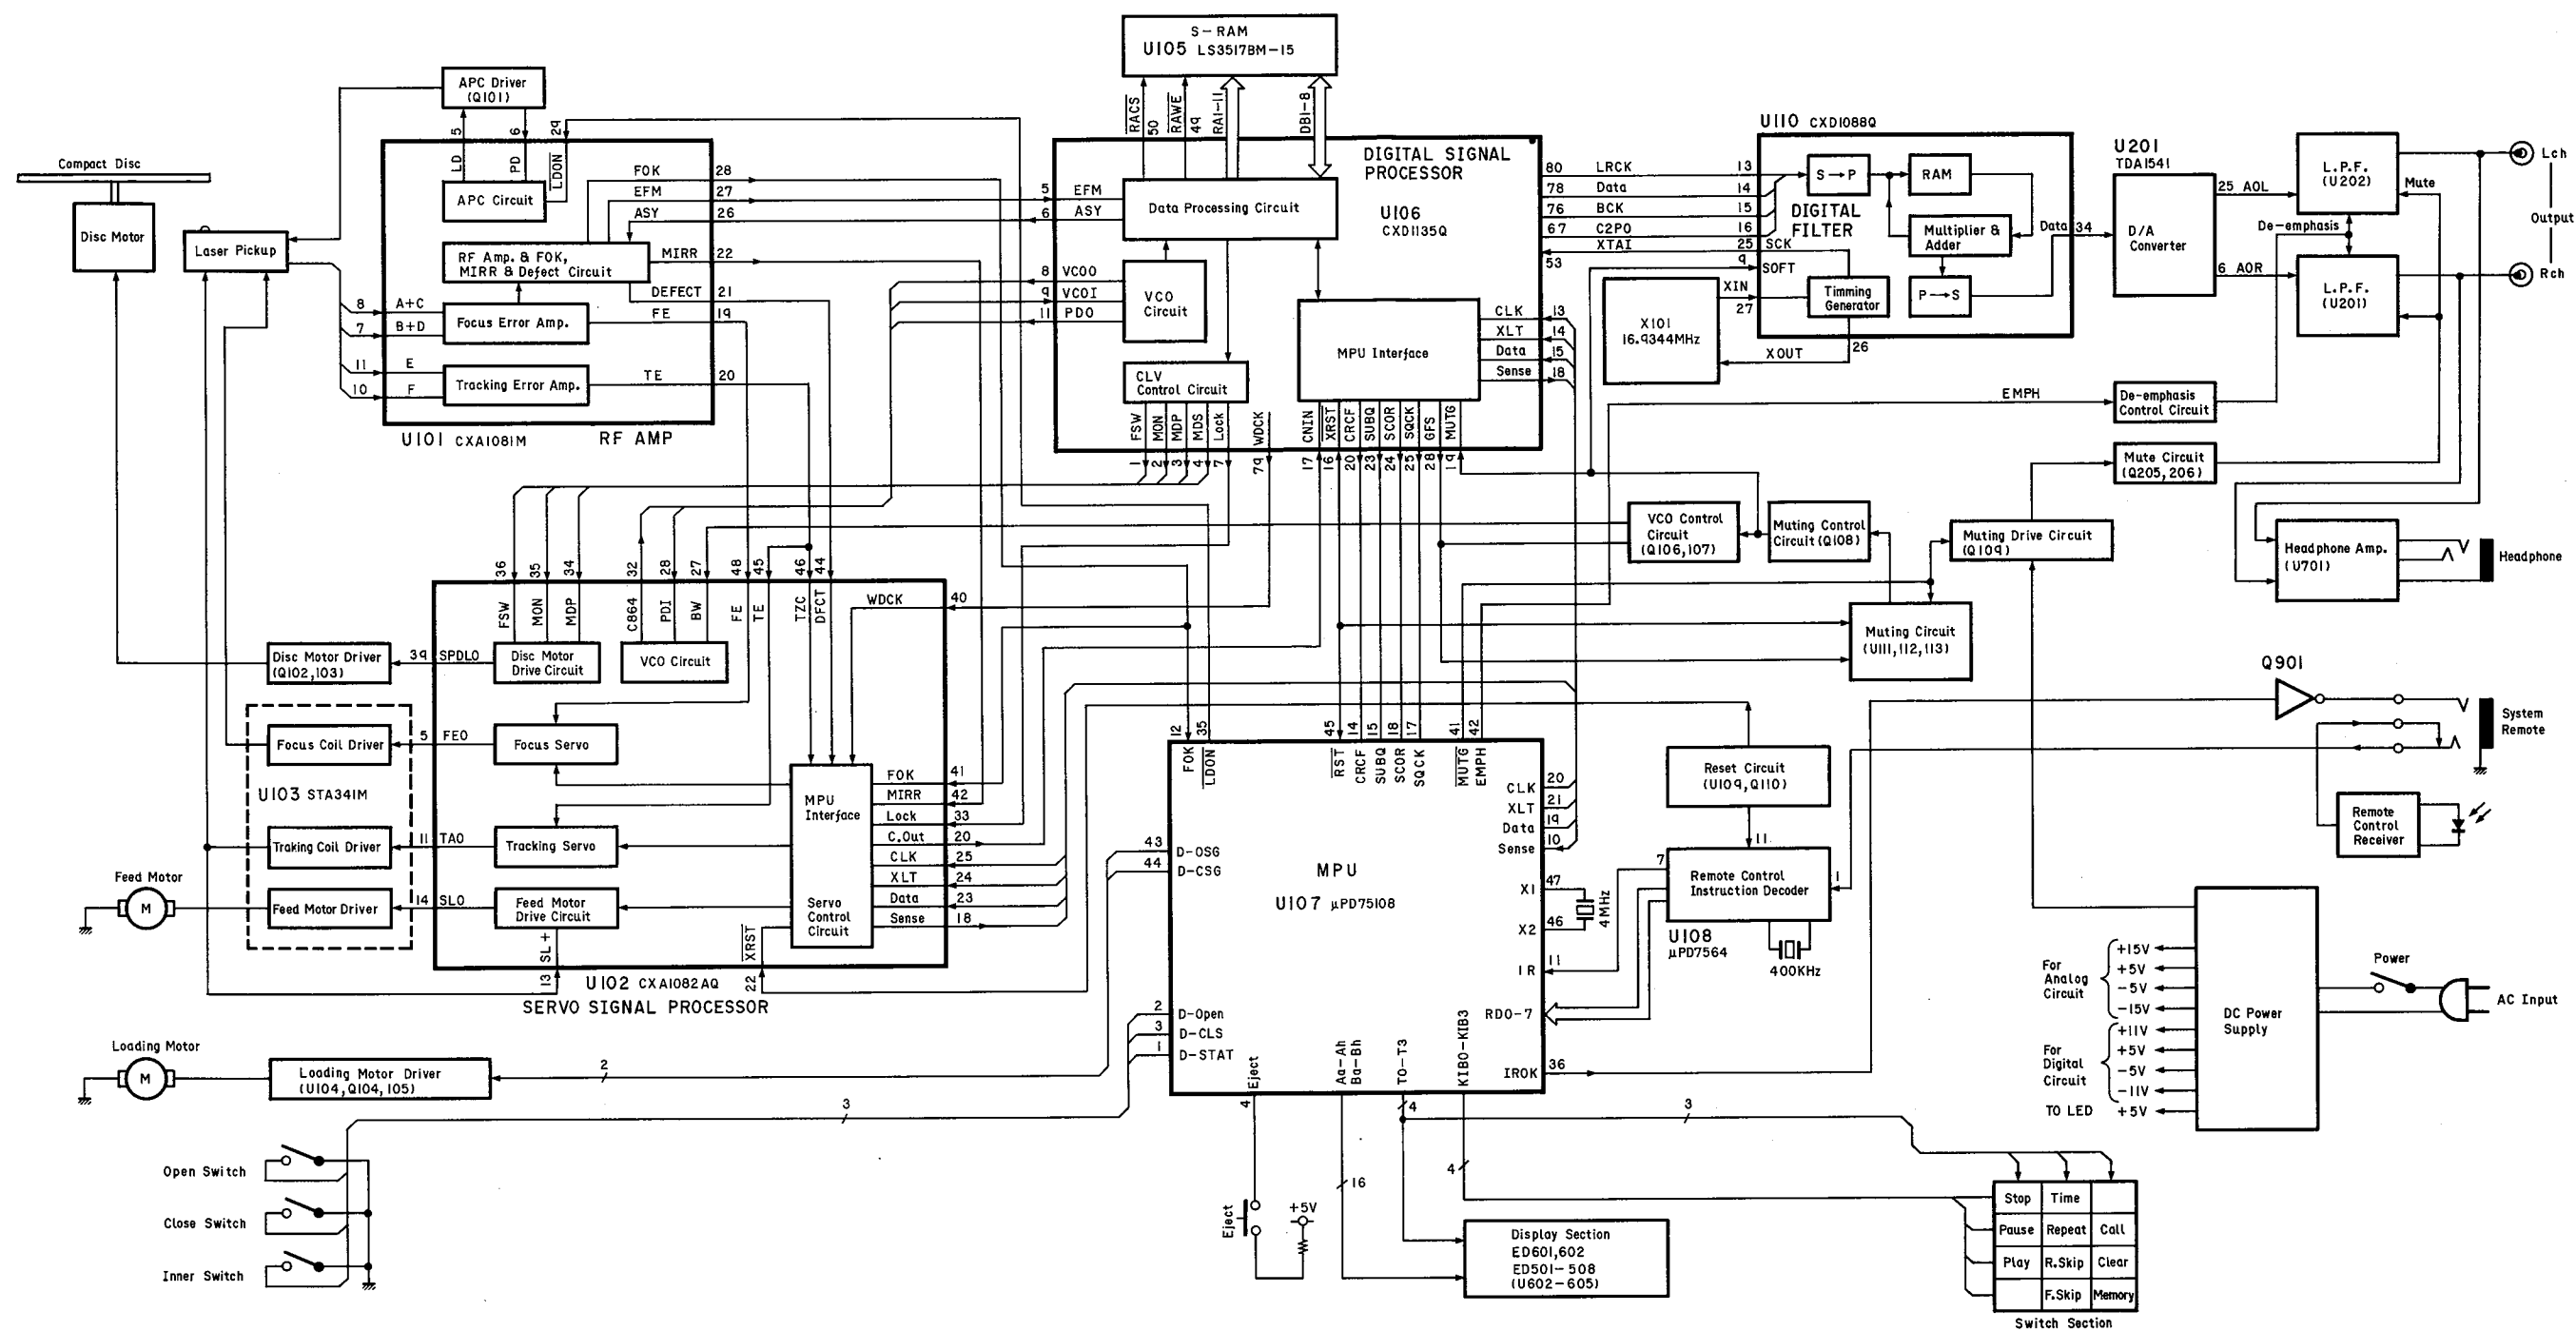 S-RAM
U105 LS3517BM-15
RACS
50
RAWE
49
RA1-11
DB1-8
APC Driver
(Q101)
5
6
29
LD
PD
LDON
APC Circuit
Compact Disc
Disc Motor
Laser Pickup
FOK 28
EFM 27
ASY 26
RF Amp. & FOK,
MIRR & Defect Circuit
MIRR 22
DEFECT 21
FE 19
8 A+C
7 B+D
Focus Error Amp.
11 E
10 F
Tracking Error Amp.
TE 20
U101 CXA1081M RF AMP
DIGITAL SIGNAL
PROCESSOR
U106
CXD1135Q
5 EFM
6 ASY
Data Processing Circuit
8 VCOO
9 VCOI
11 PDO
VCO
Circuit
CLV
Control Circuit
MPU Interface
CLK 13
XLT 14
Data 15
Sense 18
FSW
MON
MDP
MDS
Lock
WDCK
CNIN
XRST
CRCF
SUBQ
SCOR
SQCK
GFS
MUTG
1
2
3
4
7
79
17
16
20
23
24
25
28
19
80 LRCK 13
78 Data 14
76 BCK 15
67 C2PO 16
XTAI 25 SCK
53
9 SOFT
U110 CXD1088Q
S→P
RAM
DIGITAL
FILTER
Multiplier &
Adder
Data 34
P→S
Timming
Generator
XIN
27
X101
16.9344MHz
XOUT
26
U201
TDA1541
D/A
Converter
25 AOL
6 AOR
L.P.F.
(U202)
L.P.F.
(U201)
De-emphasis
Mute
Lch
Output
Rch
EMPH
De-emphasis
Control Circuit
Mute Circuit
(Q205,206)
Muting Drive Circuit
(Q109)
Headphone Amp.
(U701)
Headphone
VCO Control
Circuit
(Q106,107)
Muting Control
Circuit (Q108)
Muting Circuit
(U111,112,113)
36
35
34
32
28
27
48
45
46
44
FSW
MON
MDP
C864
PDI
BW
FE
TE
TZC
DFCT
WDCK 40
Disc Motor Driver
(Q102,103)
39 SPDLO
Disc Motor
Drive Circuit
VCO Circuit
Focus Coil Driver
5 FEO
Focus Servo
U103 STA341M
Traking Coil Driver
11 TAO
Tracking Servo
Feed Motor
M
Feed Motor Driver
14 SLO
Feed Motor
Drive Circuit
SL +
13
XRST
22
MPU
Interface
Servo
Control
Circuit
FOK 41
MIRR 42
Lock 33
C.Out 20
CLK 25
XLT 24
Data 23
Sense 18
U102 CXA1082AQ
SERVO SIGNAL PROCESSOR
12
35
45
14
15
18
17
41
42
FOK
LDON
RST
CRCF
SUBQ
SCOR
SQCK
MUTG
EMPH
MPU
U107 μPD75108
43 D-OSG
44 D-CSG
2 D-Open
3 D-CLS
1 D-STAT
CLK 20
XLT 21
Data 19
Sense 10
X1 47
X2 46
4MHz
IR 11
RD0-7
IROK 36
Eject
4
Aa-Ah
Ba-Bh
T0-T3
KIB0-KIB3
Reset Circuit
(U109,Q110)
11
7
1
Remote Control
Instruction Decoder
U108
μPD7564
400KHz
Q901
System
Remote
Remote
Control
Receiver
DC Power
Supply
For
Analog
Circuit
+15V
+5V
-5V
-15V
For
Digital
Circuit
+11V
+5V
-5V
-11V
TO LED +5V
Power
AC Input
Loading Motor
M
Loading Motor Driver
(U104,Q104,105)
2
3
Open Switch
Close Switch
Inner Switch
Eject
+5V
16
4
4
3
Display Section
ED601,602
ED501-508
(U602-605)
Stop Time
Pause Repeat Call
Play R.Skip Clear
F.Skip Memory
Switch Section